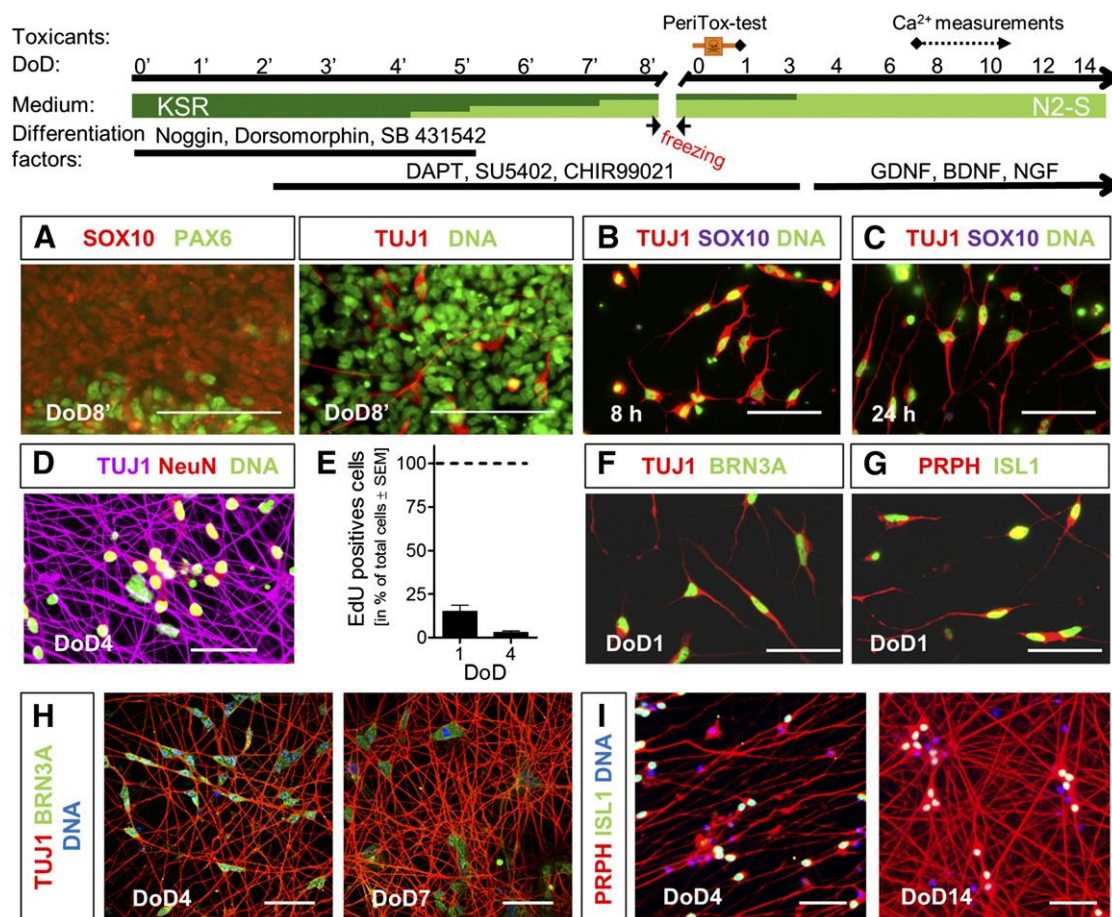 Toxicants:
PeriTox-test
Ca²⁺ measurements
DoD:
0’ 1’ 2’ 4’ 5’ 6’ 7’ 8’ 0 1 3 4 6 8 10 12 14
Medium:
KSR
N2-S
Differentiation
factors:
Noggin, Dorsomorphin, SB 431542
freezing
DAPT, SU5402, CHIR99021
GDNF, BDNF, NGF
A SOX10 PAX6
DoD8’
TUJ1 DNA
DoD8’
B TUJ1 SOX10 DNA
8 h
C TUJ1 SOX10 DNA
24 h
D TUJ1 NeuN DNA
DoD4
E
EdU positives cells
[in % of total cells ± SEM]
100
75
50
25
0
1 4
DoD
F TUJ1 BRN3A
DoD1
G PRPH ISL1
DoD1
H
TUJ1 BRN3A
DNA
DoD4
DoD7
I
PRPH ISL1 DNA
DoD4
DoD14